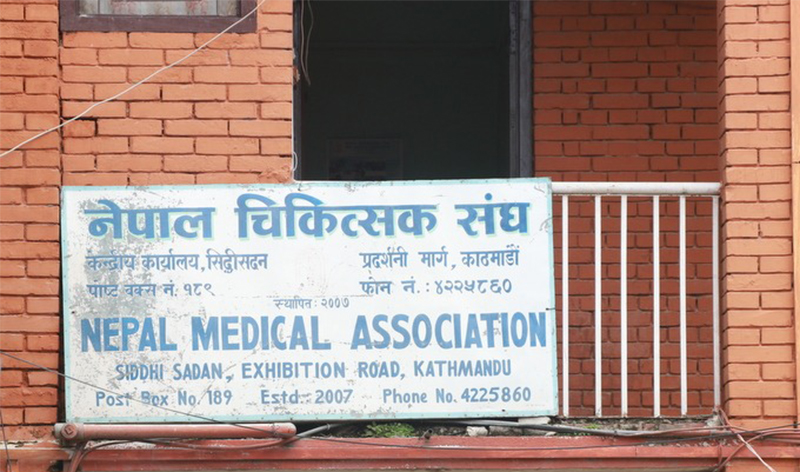 नेपाल चिकित्सक संघ
केन्द्रीय कार्यालय, सिद्धीसदन प्रदर्शनी मार्ग, काठमाडौं
पोष्ट बक्स नं. १८९ फोन नं. : ४२२५८६०
स्थापित : २००७
NEPAL MEDICAL ASSOCIATION
SIDDHI SADAN, EXHIBITION ROAD, KATHMANDU
Post Box No. 189 Estd. 2007 Phone No. 4225860